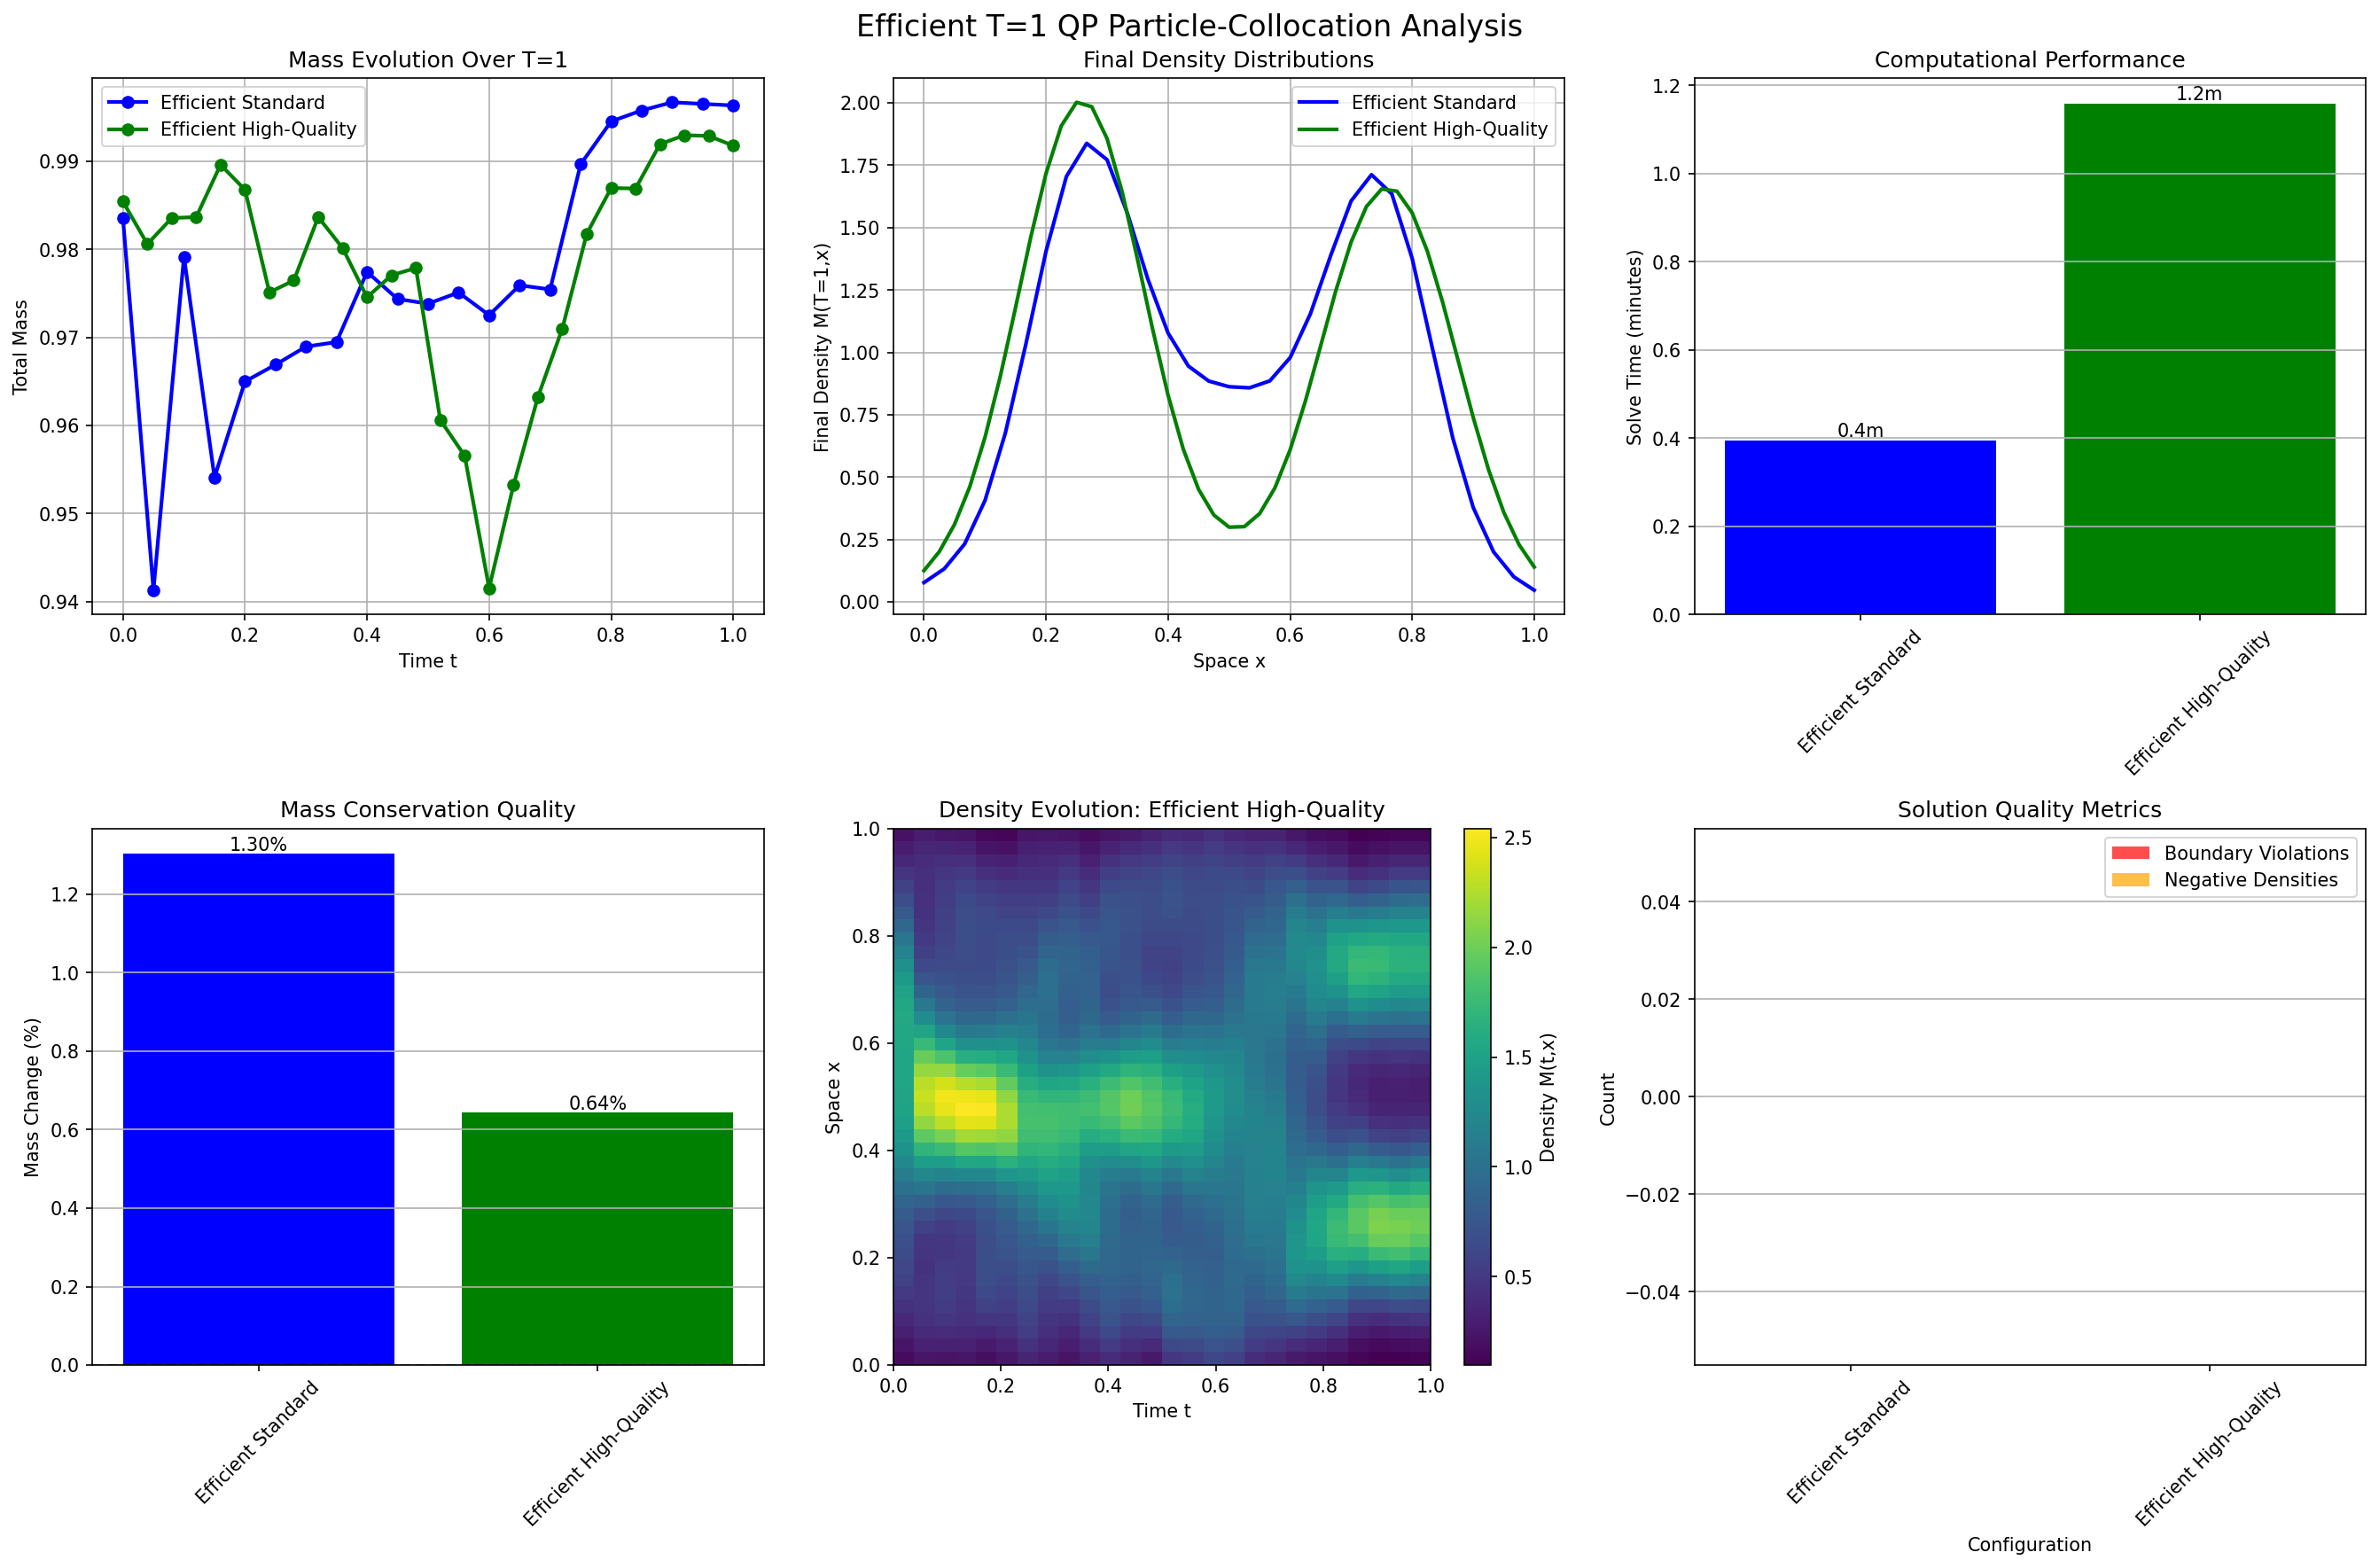 Efficient T=1 QP Particle-Collocation Analysis
Mass Evolution Over T=1
Efficient Standard
Efficient High-Quality
0.99
0.98
0.97
0.96
0.95
0.94
Total Mass
0.0 0.2 0.4 0.6 0.8 1.0
Time t
Final Density Distributions
Efficient Standard
Efficient High-Quality
2.00
1.75
1.50
1.25
1.00
0.75
0.50
0.25
0.00
Final Density M(T=1,x)
0.0 0.2 0.4 0.6 0.8 1.0
Space x
Computational Performance
1.2
1.0
0.8
0.6
0.4
0.2
0.0
Solve Time (minutes)
0.4m
1.2m
Efficient Standard
Efficient High-Quality
Mass Conservation Quality
1.30%
0.64%
1.2
1.0
0.8
0.6
0.4
0.2
0.0
Mass Change (%)
Efficient Standard
Efficient High-Quality
Density Evolution: Efficient High-Quality
1.0
0.8
0.6
0.4
0.2
0.0
Space x
0.0 0.2 0.4 0.6 0.8 1.0
Time t
2.5
2.0
1.5
1.0
0.5
Density M(t,x)
Solution Quality Metrics
Boundary Violations
Negative Densities
0.04
0.02
0.00
−0.02
−0.04
Count
Efficient Standard
Efficient High-Quality
Configuration